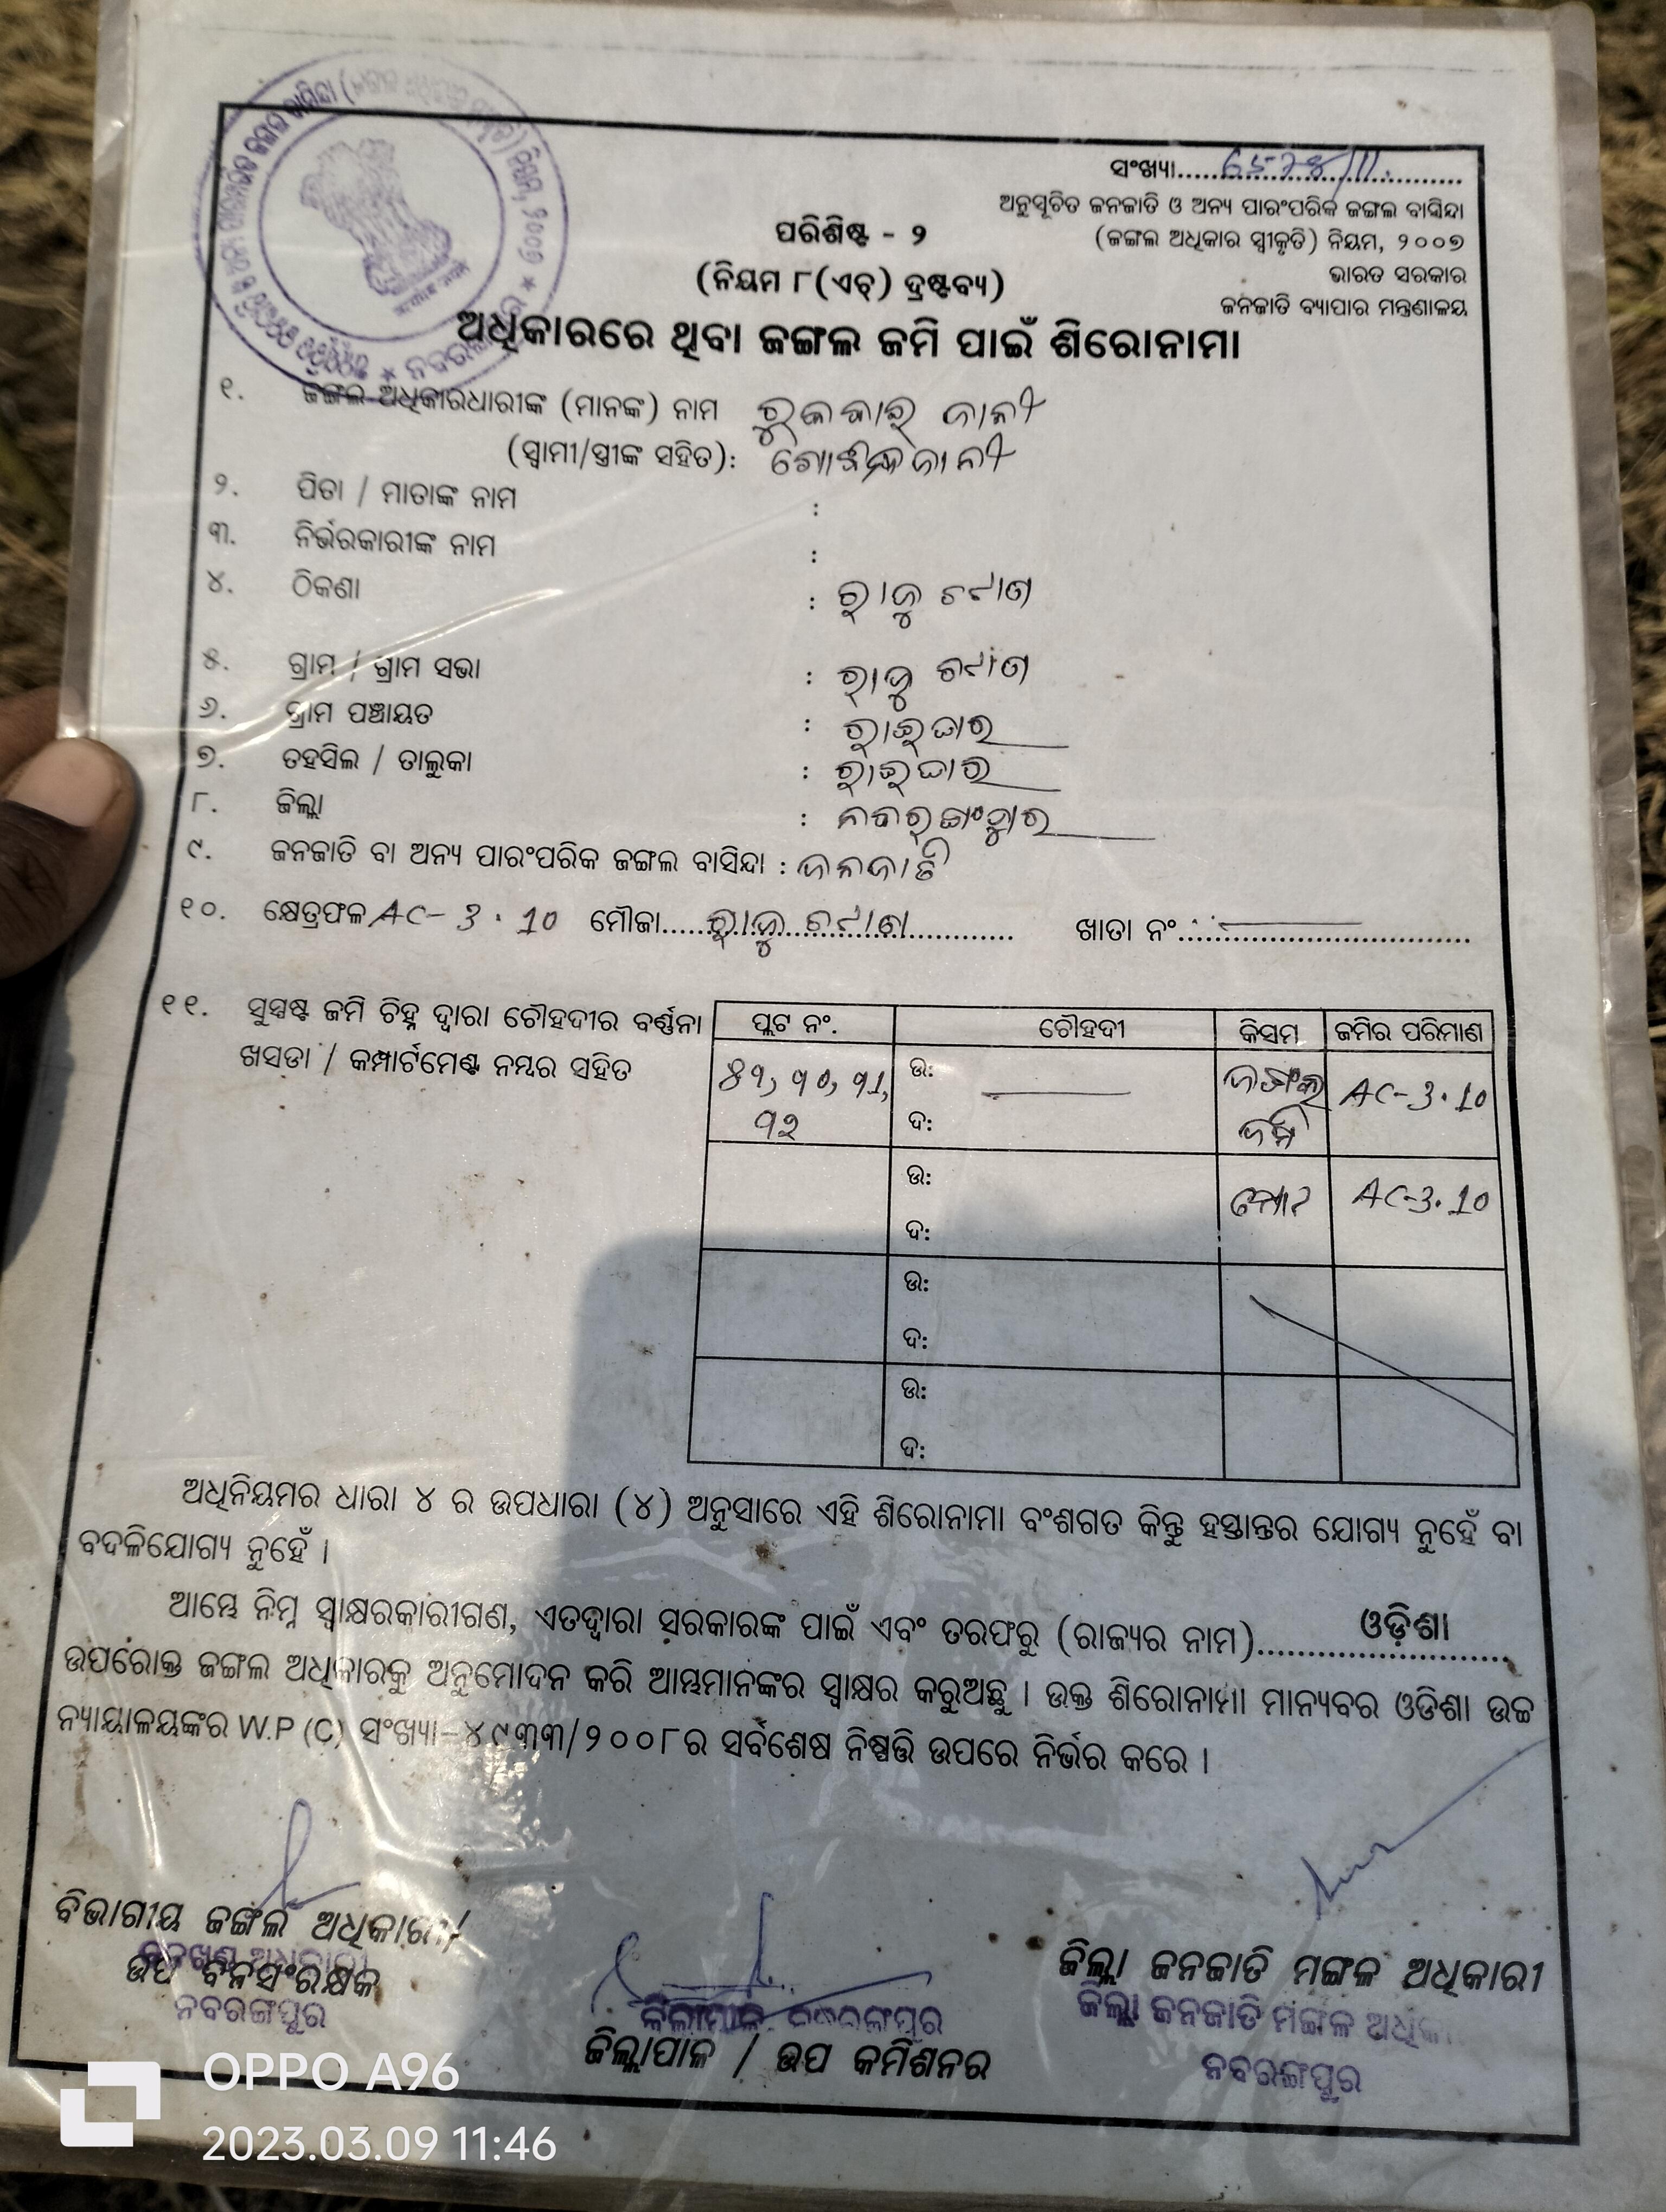 ସଂଖ୍ୟା
ଅନୁସୂଚିତ ଜନଜାତି ଓ ଅନ୍ୟ ପାରଂପରିକ ଜଙ୍ଗଲ ବାସିନ୍ଦା
(ଜଙ୍ଗଲ ଅଧିକାର ସ୍ୱୀକୃତି) ନିୟମ, ୨୦୦୭
ଭାରତ ସରକାର
ଜନଜାତି ବ୍ୟାପାର ମନ୍ତ୍ରଣାଳୟ
ପରିଶିଷ୍ଟ - ୨
(ନିୟମ ୮(ଏଚ୍) ଦ୍ରଷ୍ଟବ୍ୟ)
ଅଧିକାରରେ ଥିବା ଜଙ୍ଗଲ ଜମି ପାଇଁ ଶିରୋନାମା
୧. ଜଙ୍ଗଲ ଅଧିକାରଧାରୀଙ୍କ (ମାନଙ୍କ) ନାମ ଜାନୀ
(ସ୍ୱାମୀ/ସ୍ତ୍ରୀଙ୍କ ସହିତ): ଜାନୀ
୨. ପିତା / ମାତାଙ୍କ ନାମ :
୩. ନିର୍ଭରକାରୀଙ୍କ ନାମ :
୪. ଠିକଣା :
୫. ଗ୍ରାମ / ଗ୍ରାମ ସଭା :
୬. ଗ୍ରାମ ପଞ୍ଚାୟତ : ରାଇଘର
୭. ତହସିଲ / ତାଲୁକା : ରାଇଘର
୮. ଜିଲ୍ଲା :
୯. ଜନଜାତି ବା ଅନ୍ୟ ପାରଂପରିକ ଜଙ୍ଗଲ ବାସିନ୍ଦା : ଜନଜାତି
୧୦. କ୍ଷେତ୍ରଫଳ AC- 3.10 ମୌଜା ଖାତା ନଂ.
୧୧. ସୁସ୍ପଷ୍ଟ ଜମି ଚିହ୍ନ ଦ୍ୱାରା ଚୌହଦୀର ବର୍ଣ୍ଣନା
ଖସଡା / କମ୍ପାର୍ଟମେଣ୍ଟ ନମ୍ବର ସହିତ
ପ୍ଲଟ ନଂ. ଚୌହଦୀ କିସମ ଜମିର ପରିମାଣ
ଉ: ଜଙ୍ଗଲ AC-3.10
ଦ: ଜମି
ଉ: ମୋଟ AC-3.10
ଦ:
ଉ:
ଦ:
ଉ:
ଦ:
ଅଧିନିୟମର ଧାରା ୪ ର ଉପଧାରା (୪) ଅନୁସାରେ ଏହି ଶିରୋନାମା ବଂଶଗତ କିନ୍ତୁ ହସ୍ତାନ୍ତର ଯୋଗ୍ୟ ନୁହେଁ ବା
ବଦଳିଯୋଗ୍ୟ ନୁହେଁ ।
ଆମ୍ଭେ ନିମ୍ନ ସ୍ୱାକ୍ଷରକାରୀଗଣ, ଏତଦ୍ୱାରା ସରକାରଙ୍କ ପାଇଁ ଏବଂ ତରଫରୁ (ରାଜ୍ୟର ନାମ) ଓଡ଼ିଶା
ଉପରୋକ୍ତ ଜଙ୍ଗଲ ଅଧିକାରକୁ ଅନୁମୋଦନ କରି ଆମ୍ଭମାନଙ୍କର ସ୍ୱାକ୍ଷର କରୁଅଛୁ । ଉକ୍ତ ଶିରୋନାମା ମାନ୍ୟବର ଓଡିଶା ଉଚ୍ଚ
ନ୍ୟାୟାଳୟଙ୍କର W.P (C) ସଂଖ୍ୟା-୪୯୩୩/୨୦୦୮ର ସର୍ବଶେଷ ନିଷ୍ପତ୍ତି ଉପରେ ନିର୍ଭର କରେ ।
ବିଭାଗୀୟ ଜଙ୍ଗଲ ଅଧିକାରୀ/
ଉପ ବନସଂରକ୍ଷକ
ନବରଙ୍ଗପୁର
ଜିଲ୍ଲାପାଳ ନବରଙ୍ଗପୁର
ଜିଲ୍ଲାପାଳ / ଉପ କମିଶନର
ଜିଲ୍ଲା ଜନଜାତି ମଙ୍ଗଳ ଅଧିକାରୀ
ଜିଲ୍ଲା ଜନଜାତି ମଙ୍ଗଳ
ନବରଙ୍ଗପୁର
OPPO A96
2023.03.09 11:46